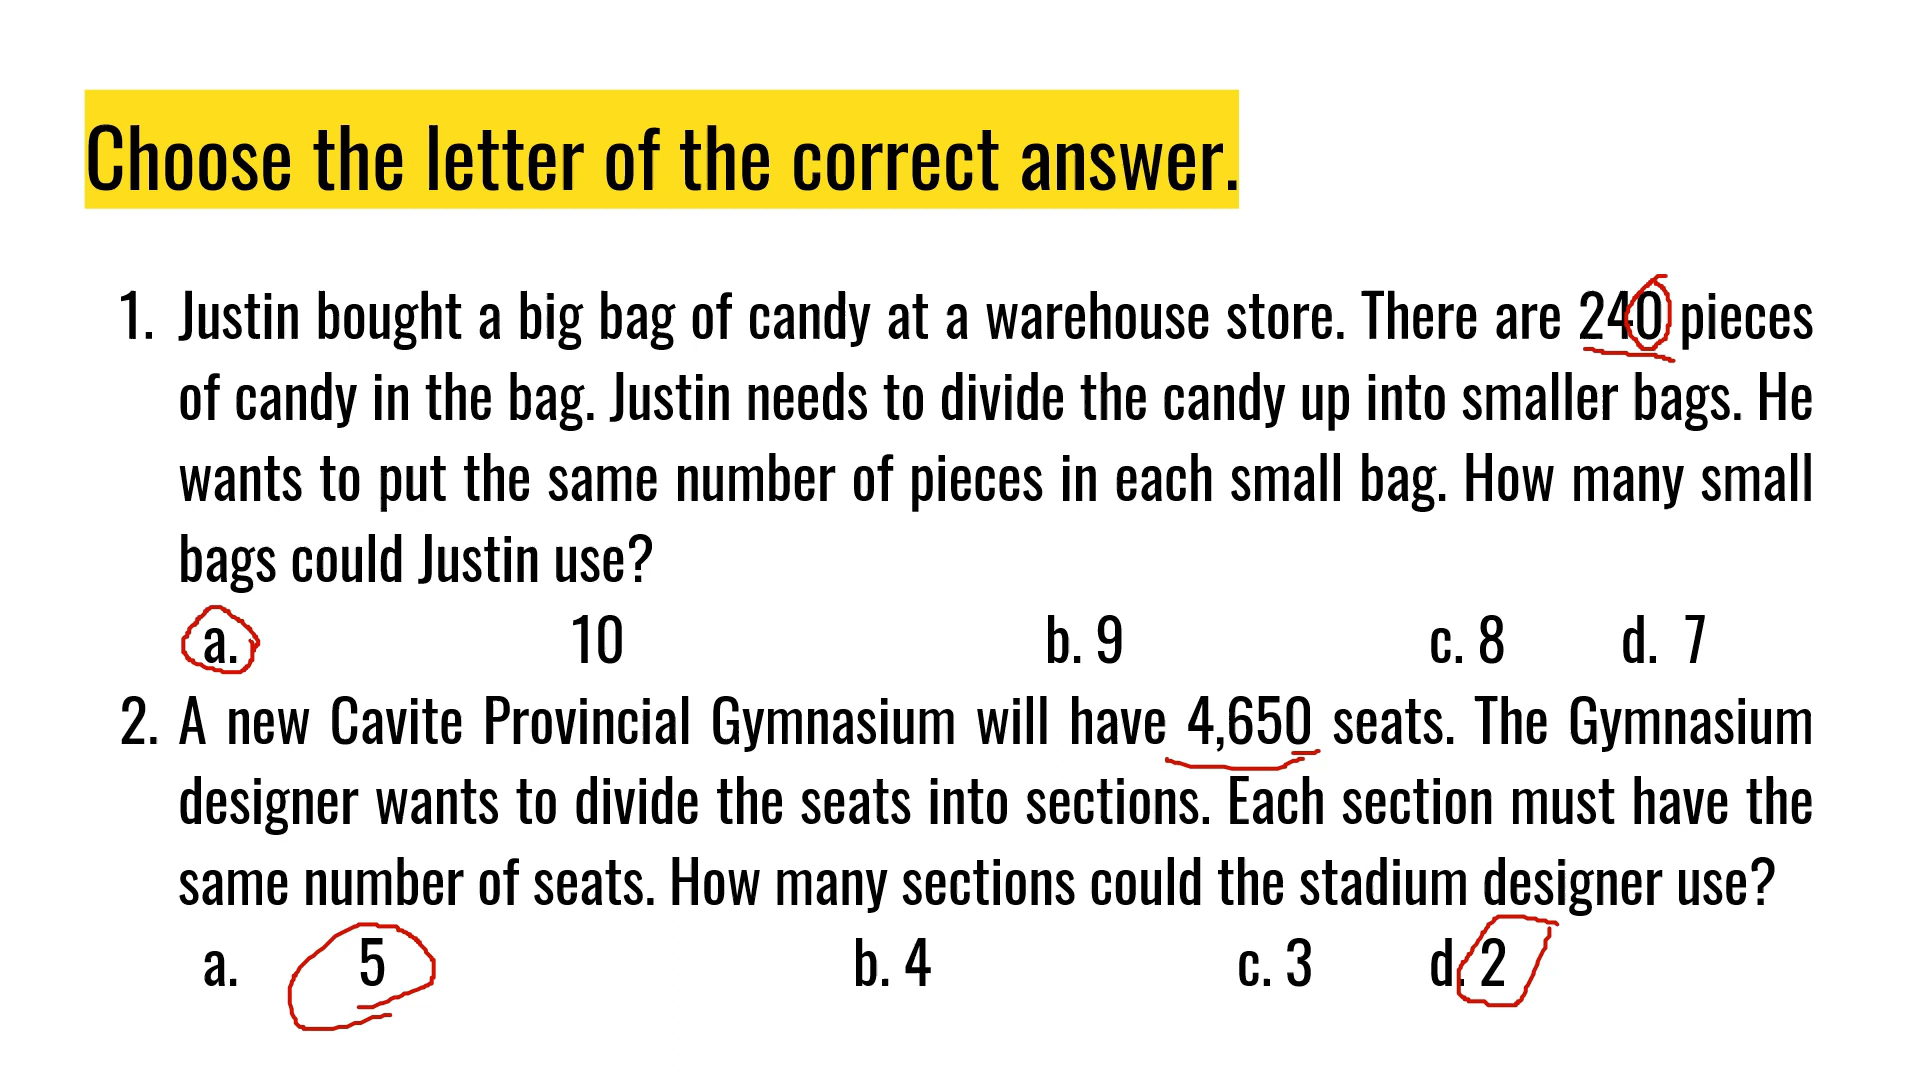 Choose the letter of the correct answer.
1. Justin bought a big bag of candy at a warehouse store. There are 240 pieces
of candy in the bag. Justin needs to divide the candy up into smaller bags. He
wants to put the same number of pieces in each small bag. How many small
bags could Justin use?
a. 10 b. 9 c. 8 d. 7
2. A new Cavite Provincial Gymnasium will have 4,650 seats. The Gymnasium
designer wants to divide the seats into sections. Each section must have the
same number of seats. How many sections could the stadium designer use?
a. 5 b. 4 c. 3 d. 2